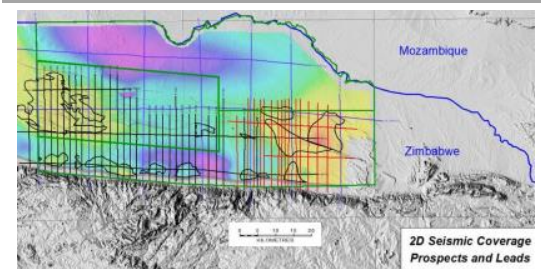 Mozambique
Zimbabwe
KILOMETRES
2D Seismic Coverage
Prospects and Leads